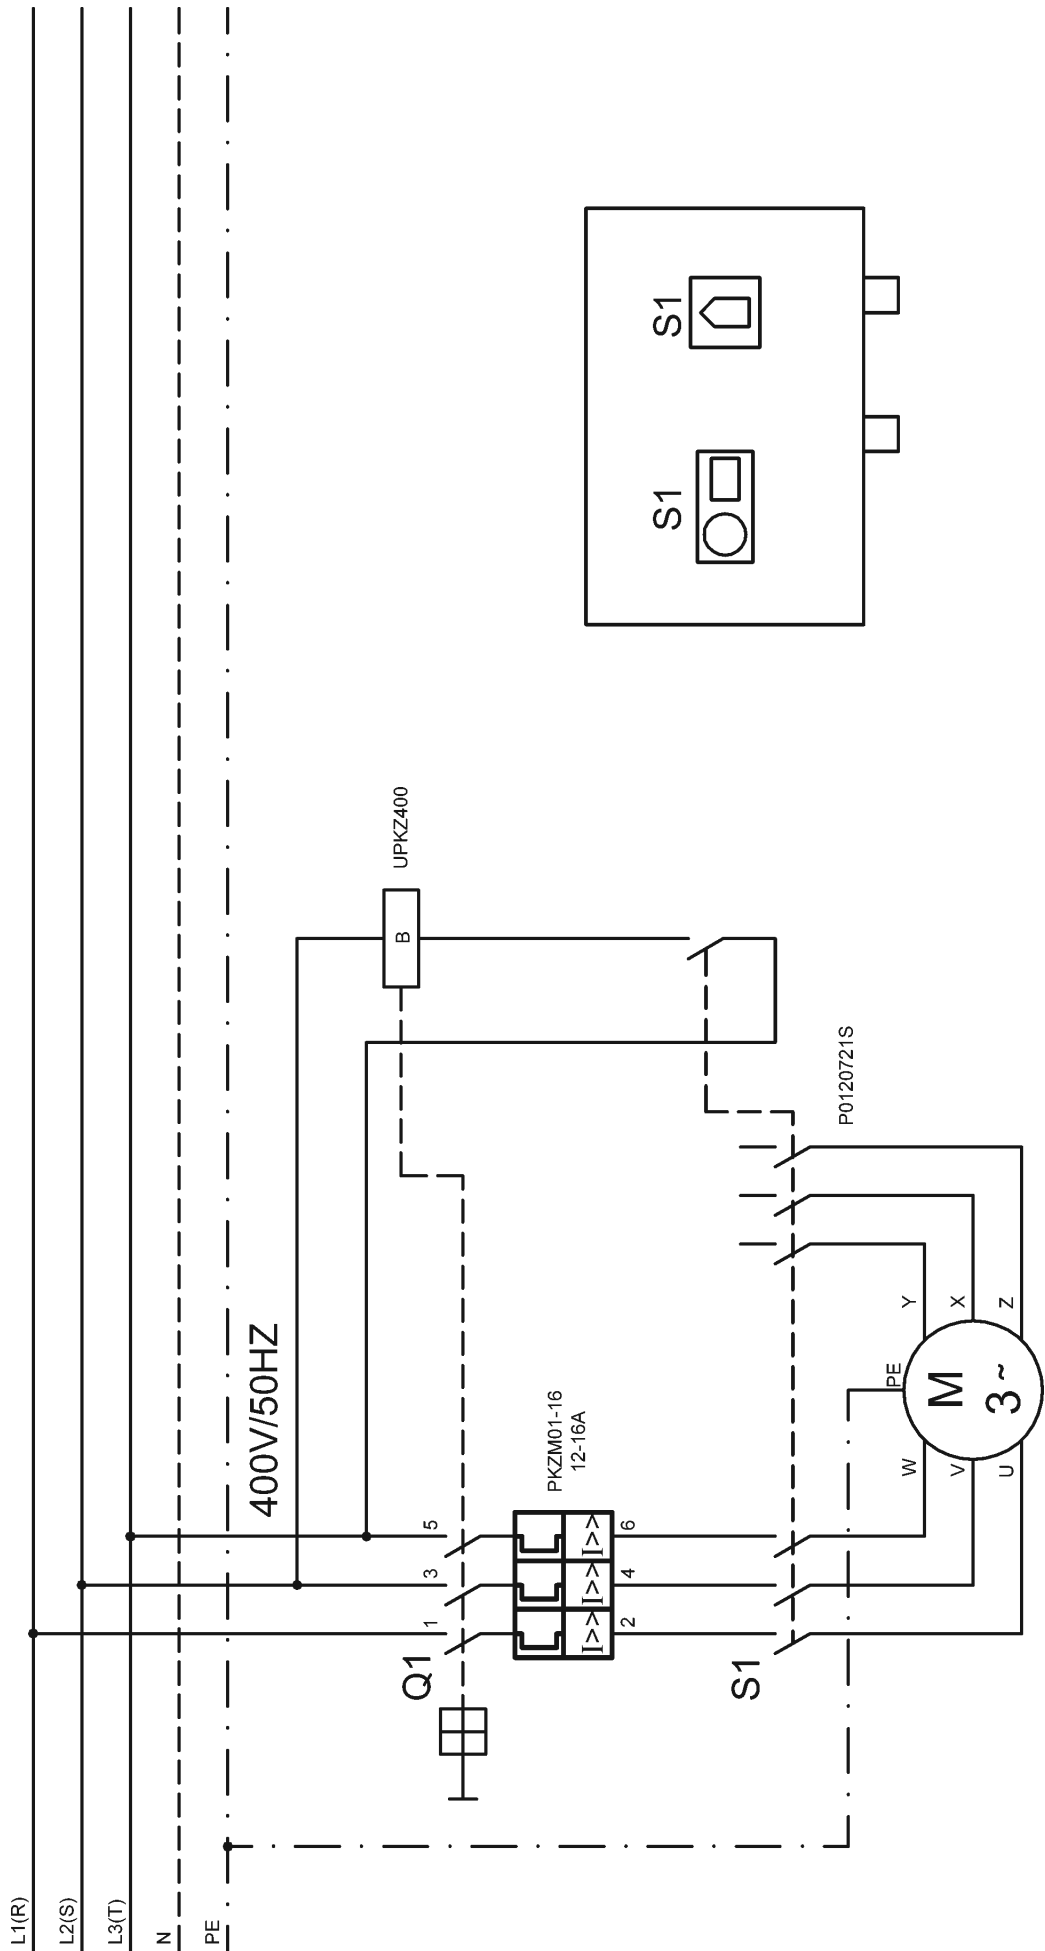 L1(R)
L2(S)
L3(T)
N
PE
400V/50HZ
Q1
1
3
5
UPKZ400
B
PKZM01-16
12-16A
I>>
I>>
I>>
2
4
6
S1
P0120721S
W
V
U
PE
Y
X
Z
M
3~
S1
S1